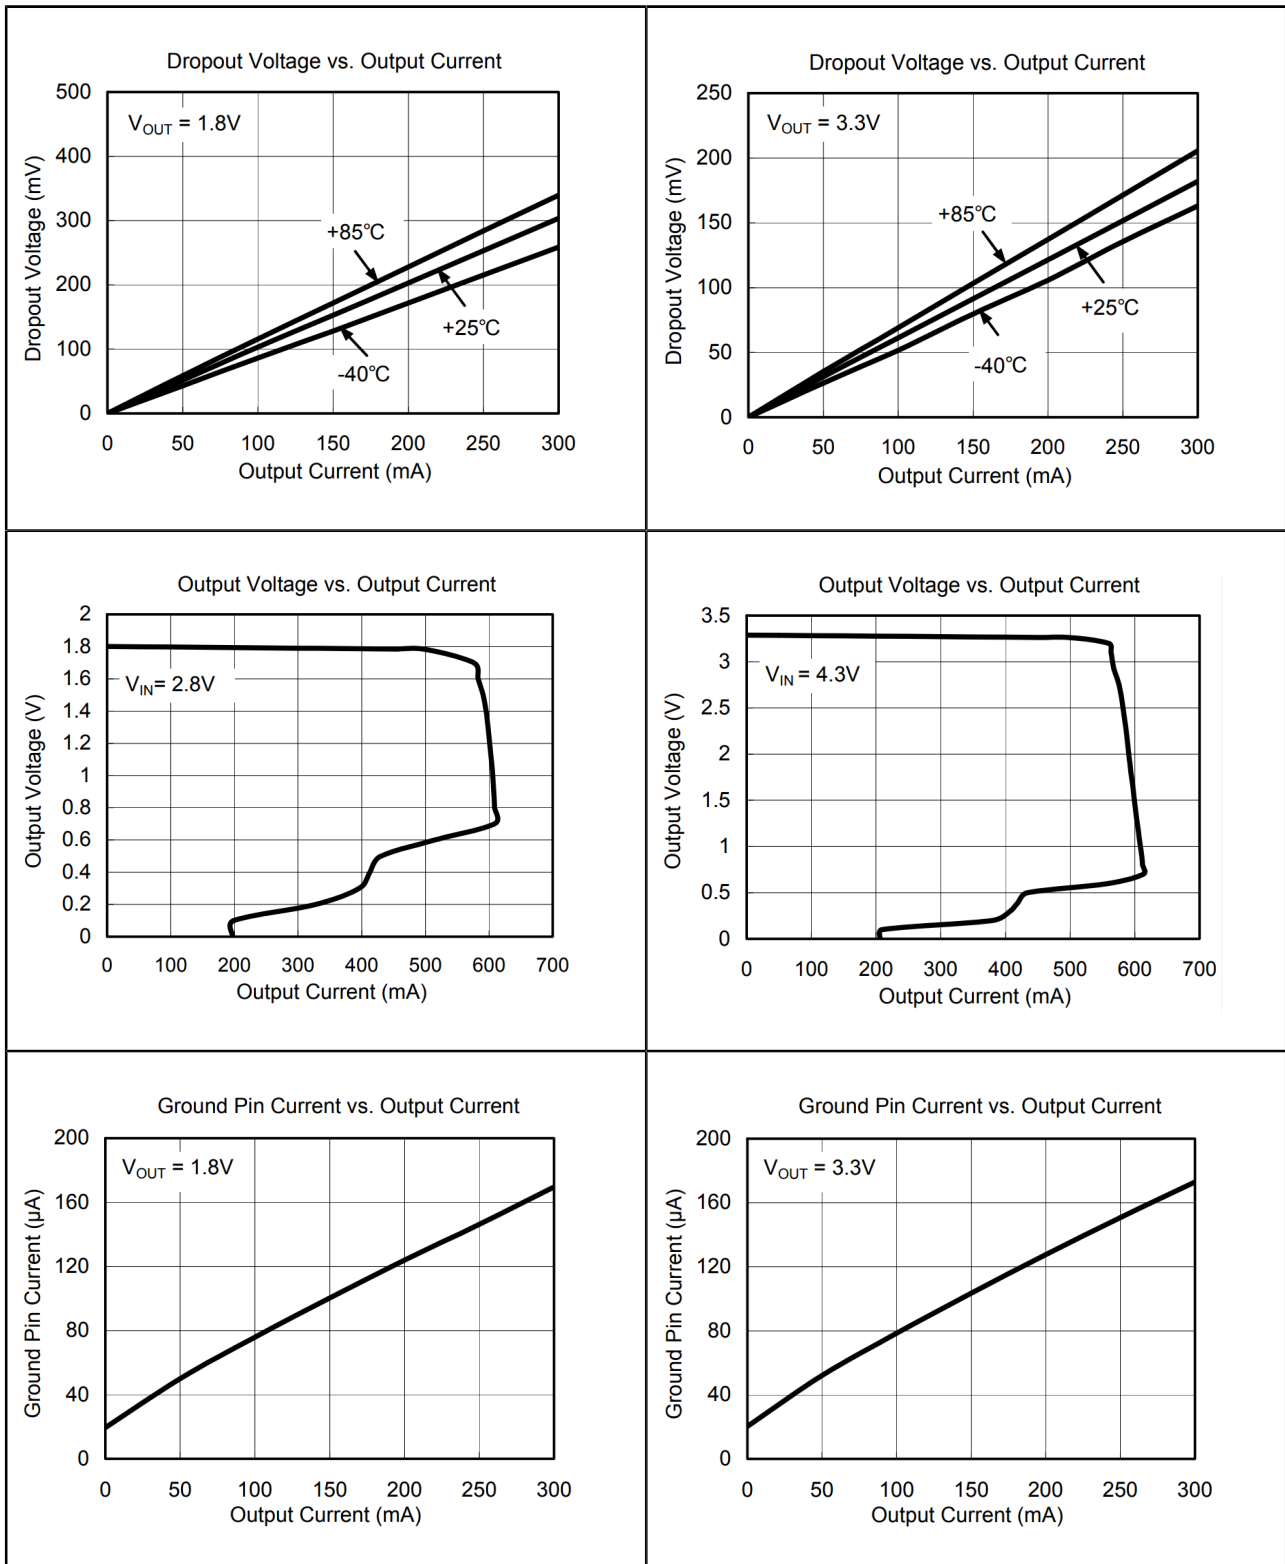 Dropout Voltage vs. Output Current
Dropout Voltage (mV)
500
400
300
200
100
0
V_OUT = 1.8V
+85℃
+25℃
-40℃
0 50 100 150 200 250 300
Output Current (mA)
Dropout Voltage vs. Output Current
Dropout Voltage (mV)
250
200
150
100
50
0
V_OUT = 3.3V
+85℃
+25℃
-40℃
0 50 100 150 200 250 300
Output Current (mA)
Output Voltage vs. Output Current
Output Voltage (V)
2
1.8
1.6
1.4
1.2
1
0.8
0.6
0.4
0.2
0
V_IN= 2.8V
0 100 200 300 400 500 600 700
Output Current (mA)
Output Voltage vs. Output Current
Output Voltage (V)
3.5
3
2.5
2
1.5
1
0.5
0
V_IN = 4.3V
0 100 200 300 400 500 600 700
Output Current (mA)
Ground Pin Current vs. Output Current
Ground Pin Current (µA)
200
160
120
80
40
0
V_OUT = 1.8V
0 50 100 150 200 250 300
Output Current (mA)
Ground Pin Current vs. Output Current
Ground Pin Current (µA)
200
160
120
80
40
0
V_OUT = 3.3V
0 50 100 150 200 250 300
Output Current (mA)